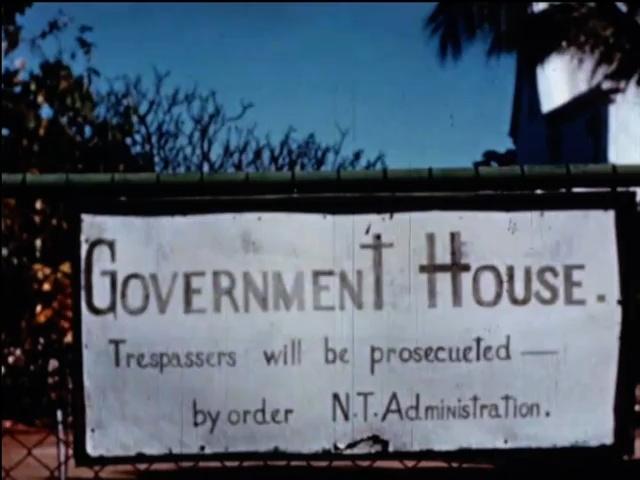 Government House.
Trespassers will be prosecueted —
by order N.T. Administration.